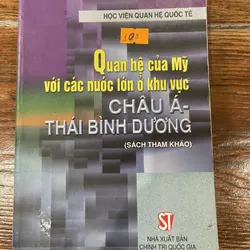 HỌC VIỆN QUAN HỆ QUỐC TẾ
Quan hệ của Mỹ
với các nước lớn ở khu vực
CHÂU Á-
THÁI BÌNH DƯƠNG
(SÁCH THAM KHẢO)
ST
NHÀ XUẤT BẢN
CHÍNH TRỊ QUỐC GIA